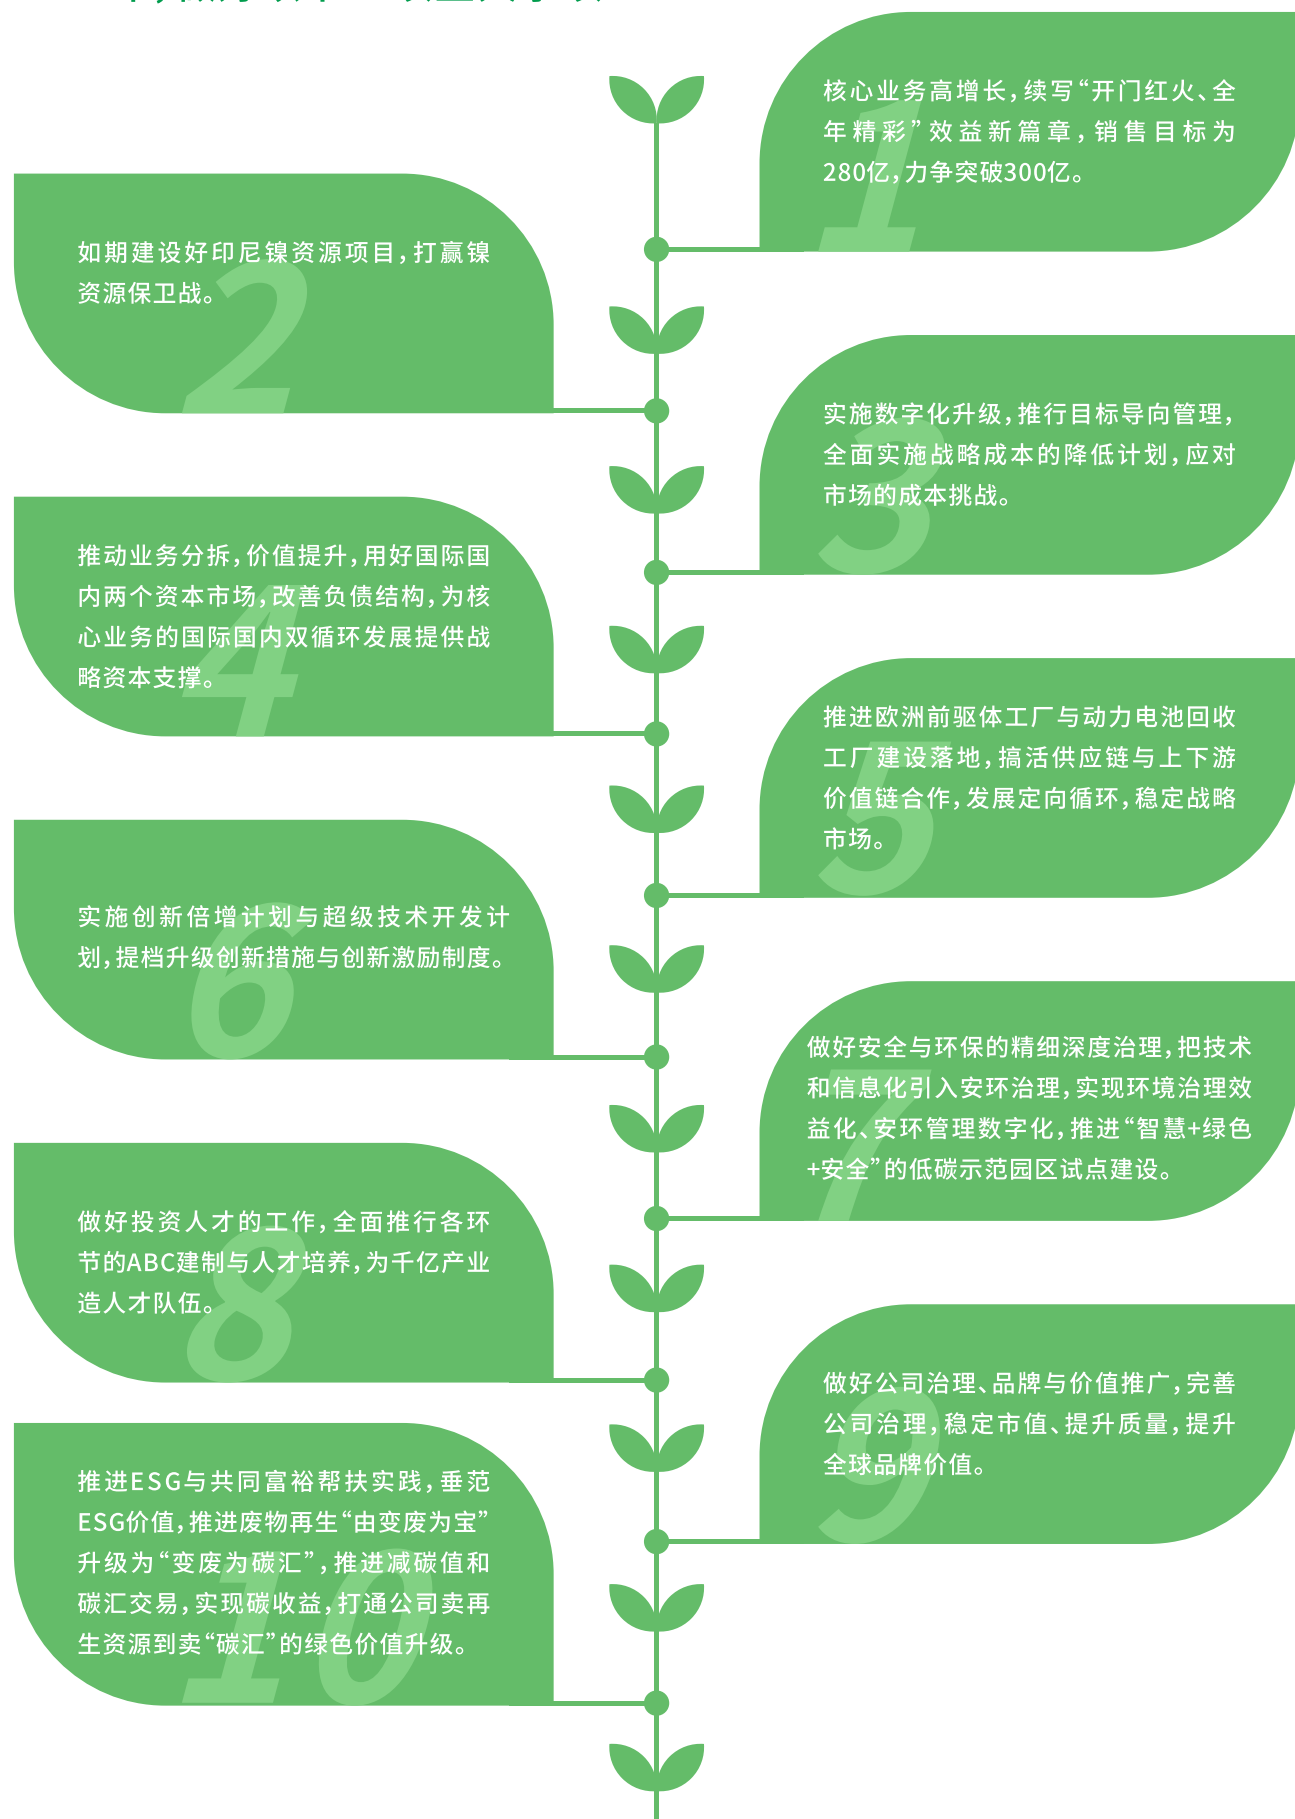 核心业务高增长，续写“开门红火、全
年精彩”效益新篇章，销售目标为
280亿，力争突破300亿。
1
如期建设好印尼镍资源项目，打赢镍
资源保卫战。
2
实施数字化升级，推行目标导向管理，
全面实施战略成本的降低计划，应对
市场的成本挑战。
3
推动业务分拆，价值提升，用好国际国
内两个资本市场，改善负债结构，为核
心业务的国际国内双循环发展提供战
略资本支撑。
4
推进欧洲前驱体工厂与动力电池回收
工厂建设落地，搞活供应链与上下游
价值链合作，发展定向循环，稳定战略
市场。
5
实施创新倍增计划与超级技术开发计
划，提档升级创新措施与创新激励制度。
6
做好安全与环保的精细深度治理，把技术
和信息化引入安环治理，实现环境治理效
益化、安环管理数字化，推进“智慧+绿色
+安全”的低碳示范园区试点建设。
7
做好投资人才的工作，全面推行各环
节的ABC建制与人才培养，为千亿产业
造人才队伍。
8
做好公司治理、品牌与价值推广，完善
公司治理，稳定市值、提升质量，提升
全球品牌价值。
9
推进ESG与共同富裕帮扶实践，垂范
ESG价值，推进废物再生“由变废为宝”
升级为“变废为碳汇”，推进减碳值和
碳汇交易，实现碳收益，打通公司卖再
生资源到卖“碳汇”的绿色价值升级。
10